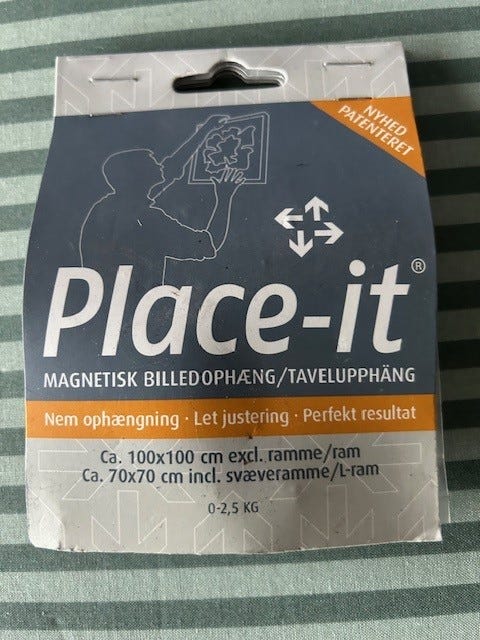 NYHED
PATENTERET
Place-it®
MAGNETISK BILLEDOPHÆNG/TAVELUPPHÄNG
Nem ophængning · Let justering · Perfekt resultat
Ca. 100x100 cm excl. ramme/ram
Ca. 70x70 cm incl. svæveramme/L-ram
0-2,5 KG